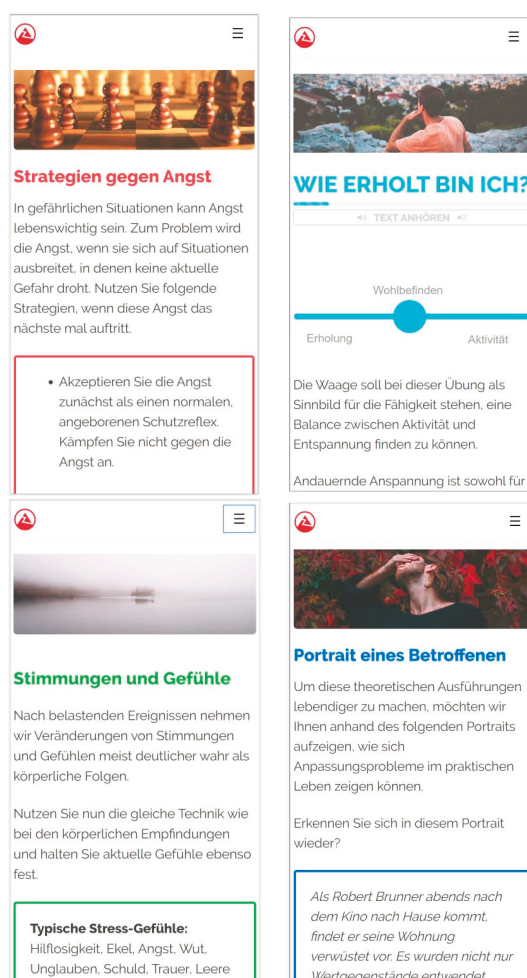 Strategien gegen Angst
In gefährlichen Situationen kann Angst
lebenswichtig sein. Zum Problem wird
die Angst, wenn sie sich auf Situationen
ausbreitet, in denen keine aktuelle
Gefahr droht. Nutzen Sie folgende
Strategien, wenn diese Angst das
nächste mal auftritt.
• Akzeptieren Sie die Angst
zunächst als einen normalen,
angeborenen Schutzreflex.
Kämpfen Sie nicht gegen die
Angst an.
WIE ERHOLT BIN ICH?
TEXT ANHÖREN
Wohlbefinden
Erholung
Aktivität
Die Waage soll bei dieser Übung als
Sinnbild für die Fähigkeit stehen, eine
Balance zwischen Aktivität und
Entspannung finden zu können.
Andauernde Anspannung ist sowohl für
Stimmungen und Gefühle
Nach belastenden Ereignissen nehmen
wir Veränderungen von Stimmungen
und Gefühlen meist deutlicher wahr als
körperliche Folgen.
Nutzen Sie nun die gleiche Technik wie
bei den körperlichen Empfindungen
und halten Sie aktuelle Gefühle ebenso
fest.
Typische Stress-Gefühle:
Hilflosigkeit, Ekel, Angst, Wut,
Unglauben, Schuld, Trauer, Leere
Portrait eines Betroffenen
Um diese theoretischen Ausführungen
lebendiger zu machen, möchten wir
Ihnen anhand des folgenden Portraits
aufzeigen, wie sich
Anpassungsprobleme im praktischen
Leben zeigen können.
Erkennen Sie sich in diesem Portrait
wieder?
Als Robert Brunner abends nach
dem Kino nach Hause kommt,
findet er seine Wohnung
verwüstet vor. Es wurden nicht nur
Wertgegenstände entwendet,